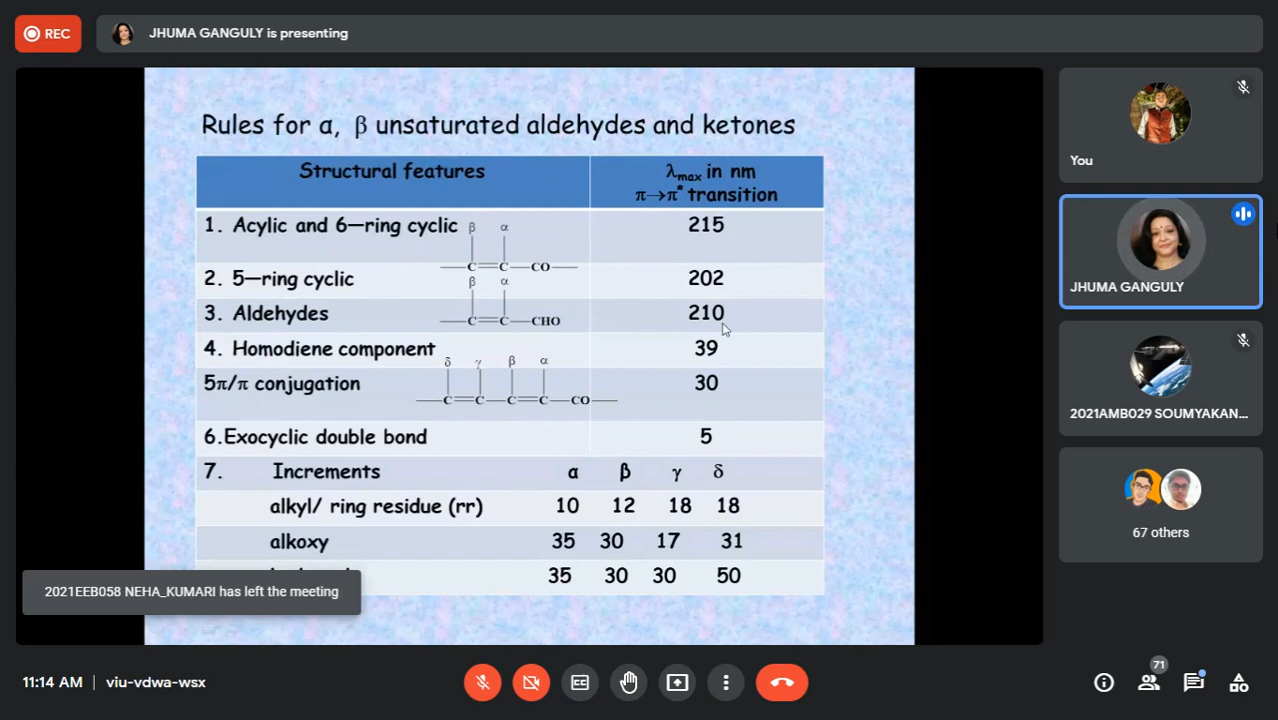 REC
JHUMA GANGULY is presenting
Rules for α, β unsaturated aldehydes and ketones
Structural features
λmax in nm
π→π* transition
1. Acylic and 6—ring cyclic
215
β α
C=C—CO
2. 5—ring cyclic
202
β α
3. Aldehydes
210
C=C—CHO
4. Homodiene component
39
δ γ β α
5π/π conjugation
30
C=C—C=C—CO
6.Exocyclic double bond
5
7. Increments α β γ δ
alkyl/ ring residue (rr) 10 12 18 18
alkoxy 35 30 17 31
35 30 30 50
2021EEB058 NEHA_KUMARI has left the meeting
You
JHUMA GANGULY
2021AMB029 SOUMYAKAN...
67 others
11:14 AM | viu-vdwa-wsx
CC
71